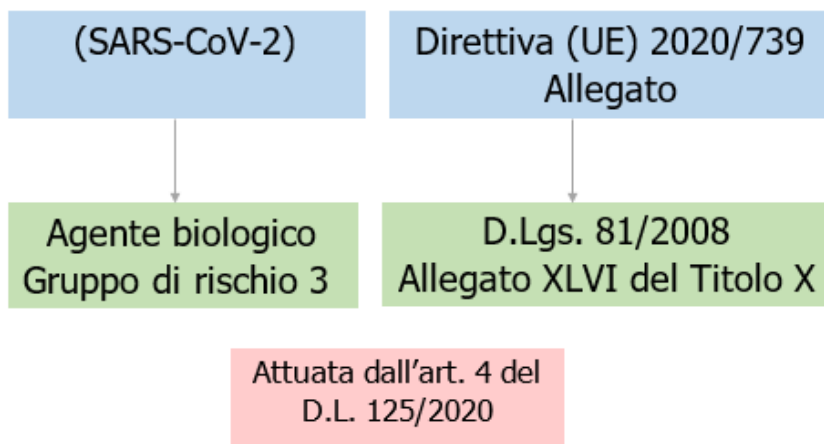 (SARS-CoV-2)
Direttiva (UE) 2020/739
Allegato
Agente biologico
Gruppo di rischio 3
D.Lgs. 81/2008
Allegato XLVI del Titolo X
Attuata dall'art. 4 del
D.L. 125/2020